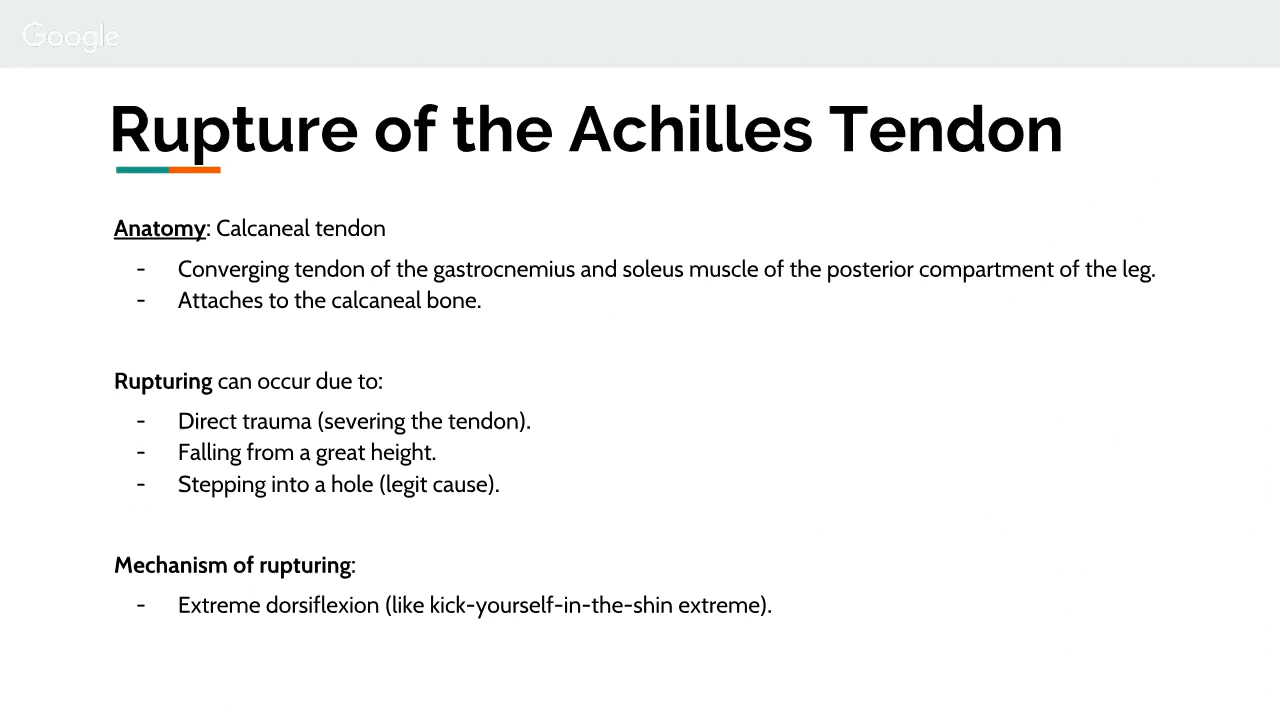 Google
Rupture of the Achilles Tendon
Anatomy: Calcaneal tendon
- Converging tendon of the gastrocnemius and soleus muscle of the posterior compartment of the leg.
- Attaches to the calcaneal bone.
Rupturing can occur due to:
- Direct trauma (severing the tendon).
- Falling from a great height.
- Stepping into a hole (legit cause).
Mechanism of rupturing:
- Extreme dorsiflexion (like kick-yourself-in-the-shin extreme).